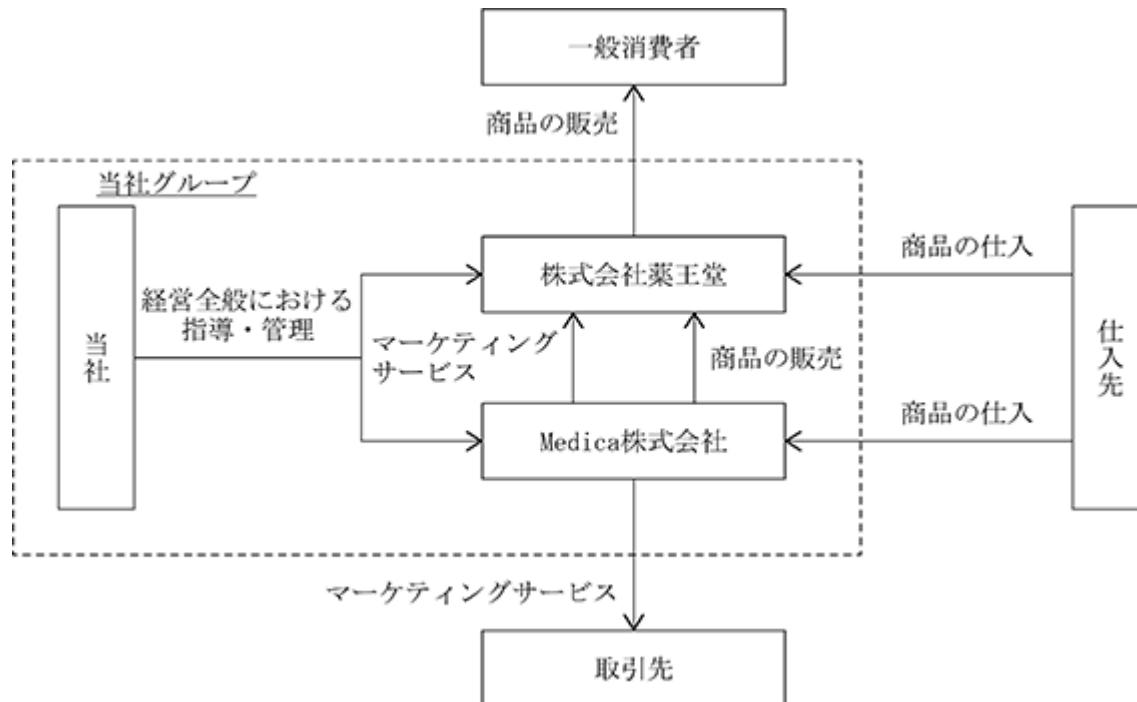 一般消費者
商品の販売
当社グループ
当社
経営全般における
指導・管理
株式会社薬王堂
商品の仕入
マーケティング
サービス
商品の販売
仕入先
Medica株式会社
商品の仕入
マーケティングサービス
取引先